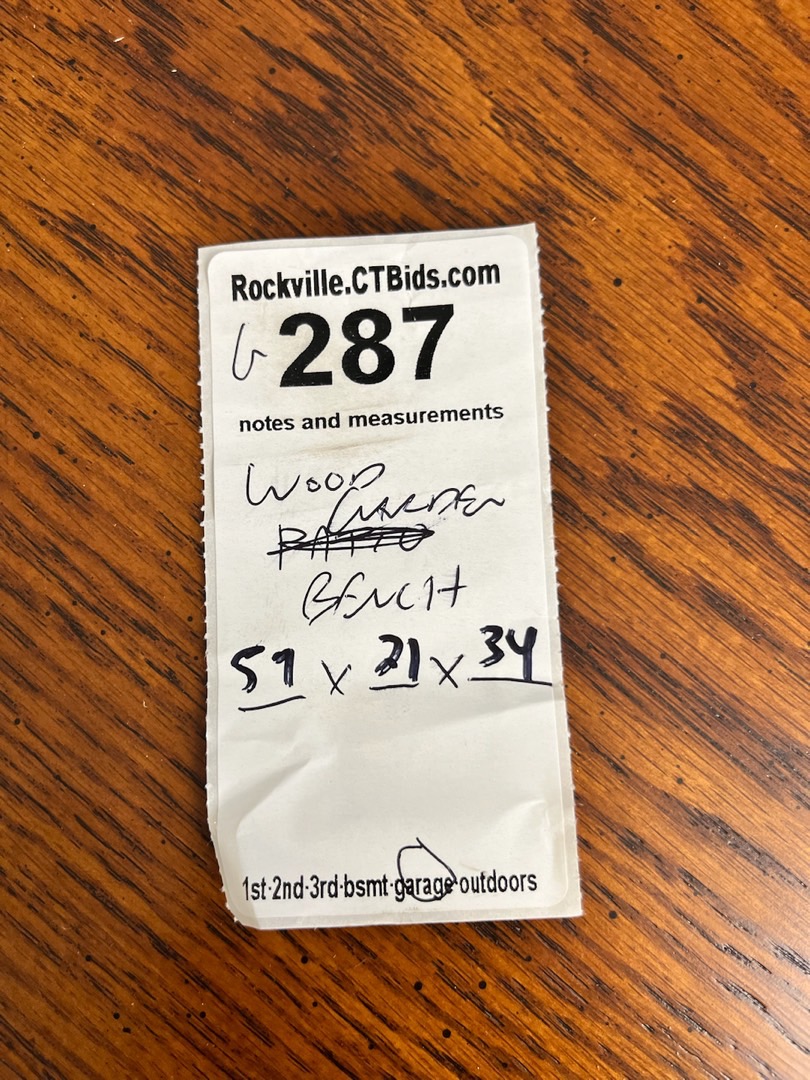 Rockville.CTBids.com
G 287
notes and measurements
WOOD
GARDEN
PATIO
BENCH
59 x 21 x 34
1st·2nd·3rd·bsmt·garage·outdoors